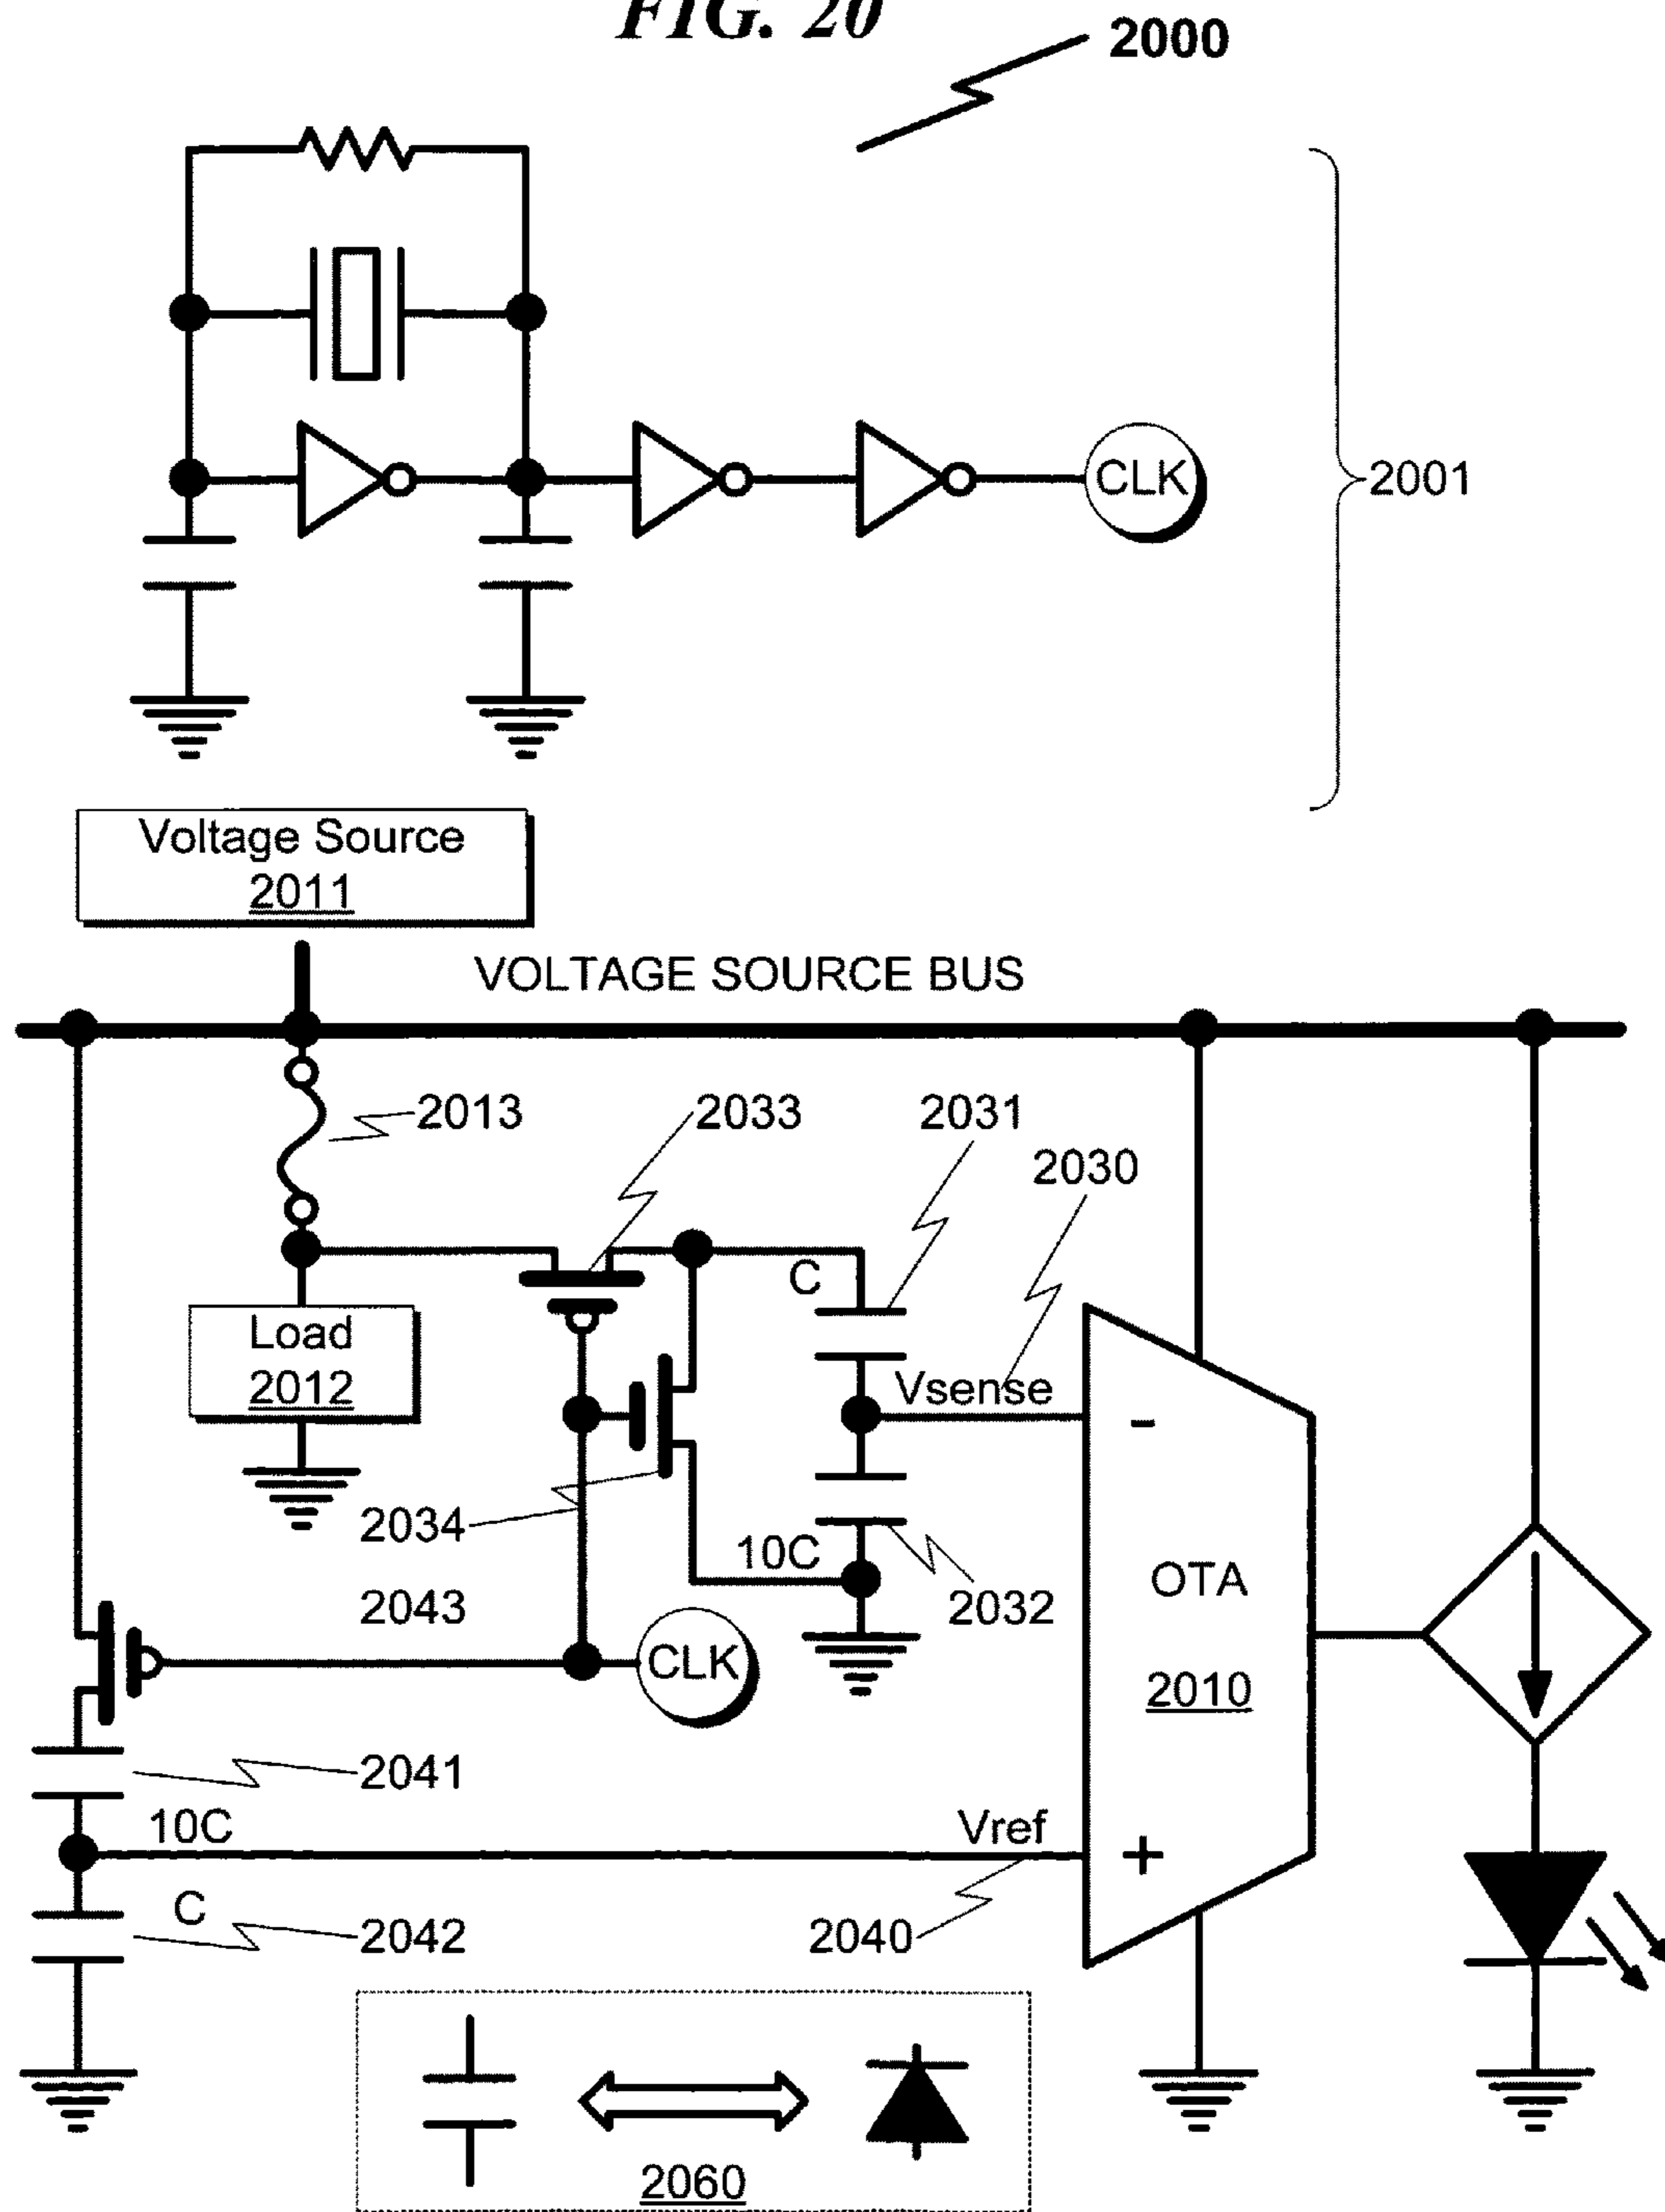 FIG. 20
2000
CLK
2001
Voltage Source
2011
VOLTAGE SOURCE BUS
2013
2033
2031
2030
C
Load
2012
Vsense
-
2034
10C
2032
OTA
2010
2043
CLK
2041
10C
Vref
+
C
2042
2040
2060